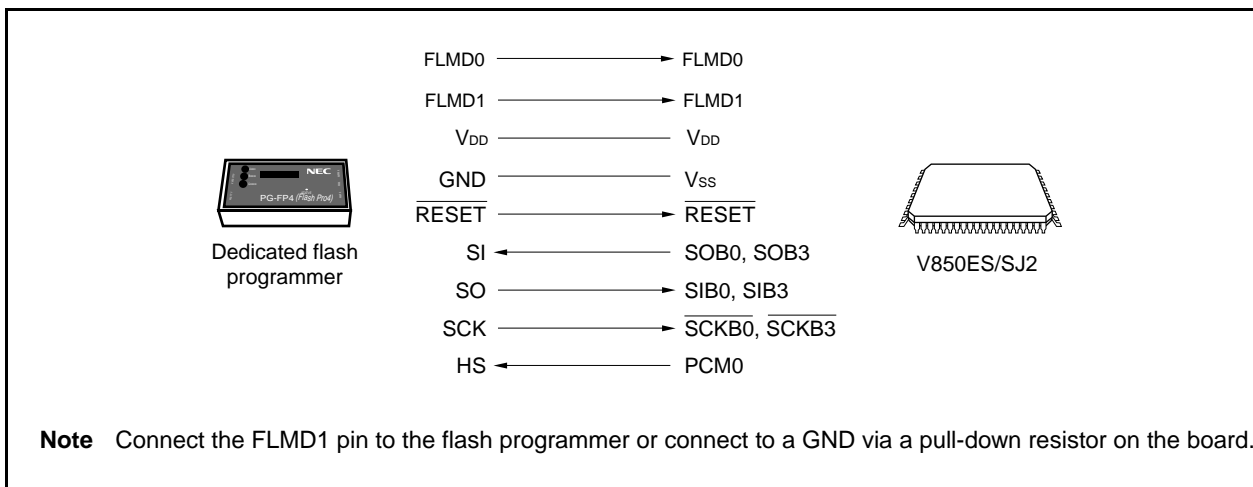 FLMD0 FLMD0
FLMD1 FLMD1
VDD VDD
GND VSS
RESET RESET
SI SOB0, SOB3
SO SIB0, SIB3
SCK SCKB0, SCKB3
HS PCM0
NEC
PG-FP4 (Flash Pro4)
Dedicated flash
programmer
V850ES/SJ2
Note Connect the FLMD1 pin to the flash programmer or connect to a GND via a pull-down resistor on the board.